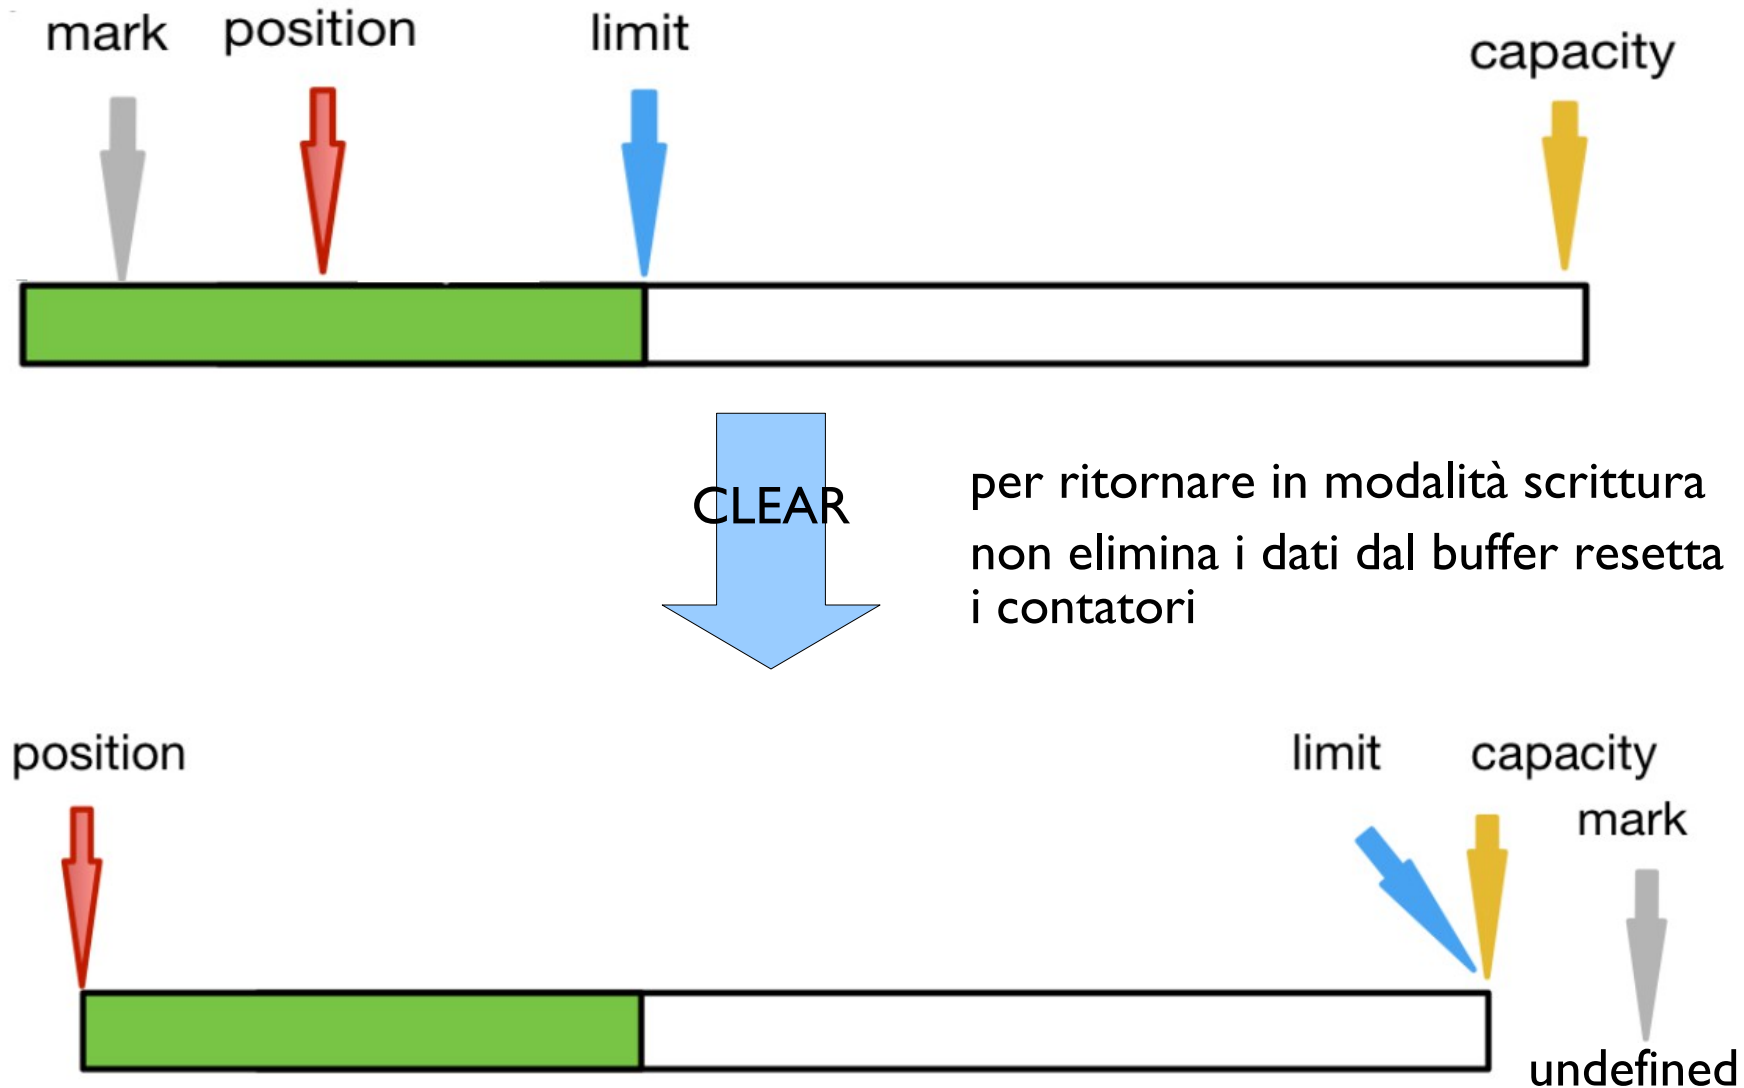 mark position limit capacity
CLEAR
per ritornare in modalità scrittura
non elimina i dati dal buffer resetta
i contatori
position limit capacity
mark
undefined